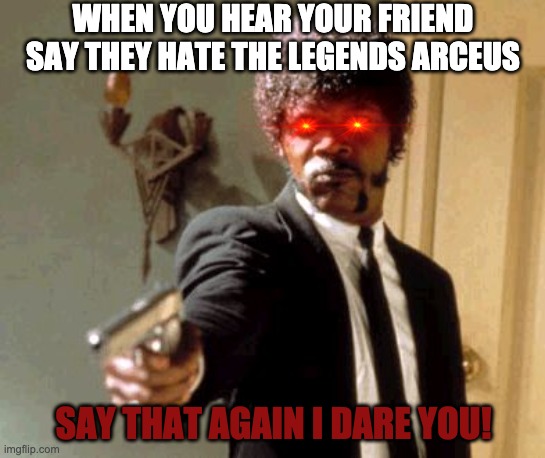 WHEN YOU HEAR YOUR FRIEND
SAY THEY HATE THE LEGENDS ARCEUS
SAY THAT AGAIN I DARE YOU!
imgflip.com